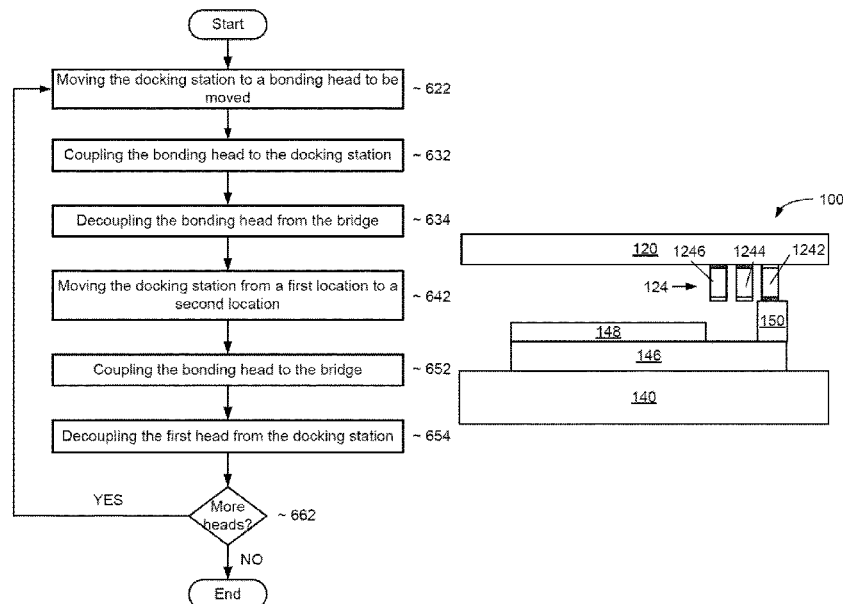 Start
Moving the docking station to a bonding head to be
moved
~ 622
Coupling the bonding head to the docking station
~ 632
Decoupling the bonding head from the bridge
~ 634
Moving the docking station from a first location to a
second location
~ 642
Coupling the bonding head to the bridge
~ 652
Decoupling the first head from the docking station
~ 654
More
heads?
~ 662
YES
NO
End
100
120
1246
1244
1242
124
150
148
146
140